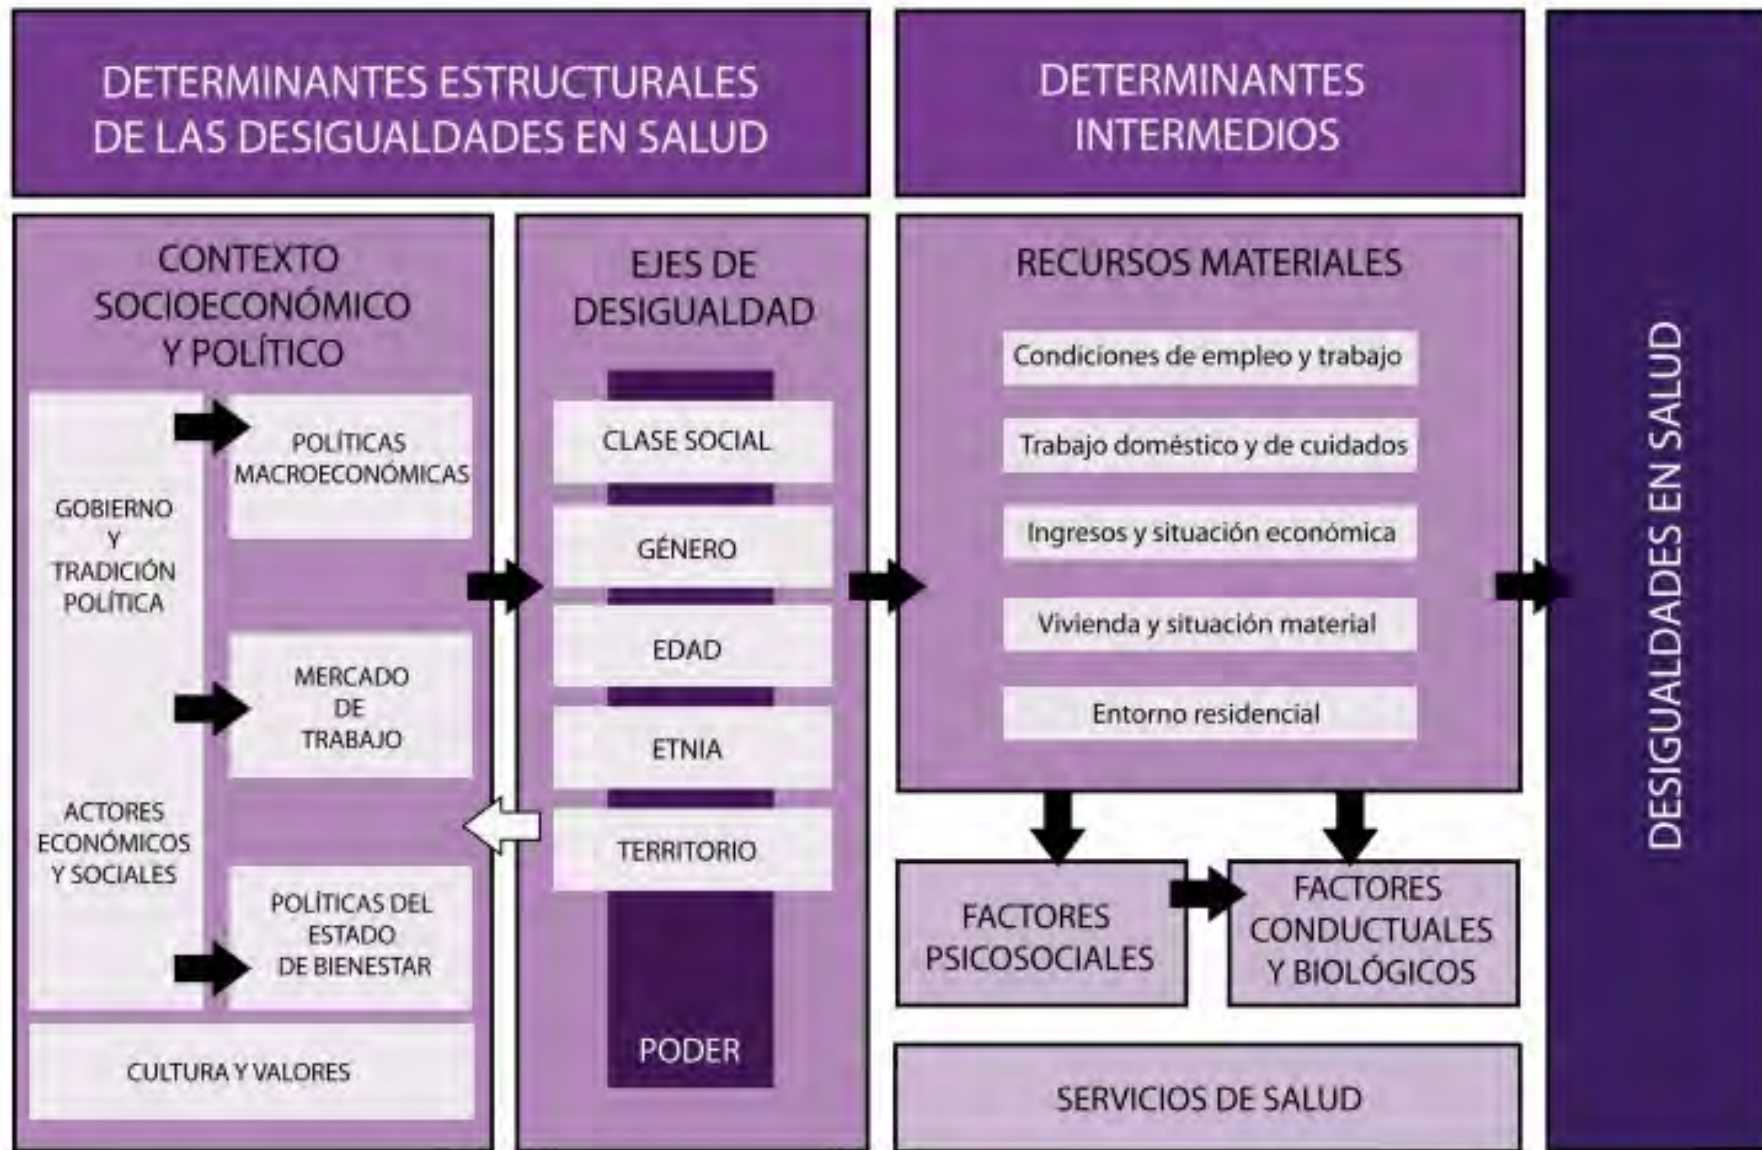 DETERMINANTES ESTRUCTURALES
DE LAS DESIGUALDADES EN SALUD
DETERMINANTES
INTERMEDIOS
DESIGUALDADES EN SALUD
CONTEXTO
SOCIOECONÓMICO
Y POLÍTICO
GOBIERNO
Y
TRADICIÓN
POLÍTICA
ACTORES
ECONÓMICOS
Y SOCIALES
POLÍTICAS
MACROECONÓMICAS
MERCADO
DE
TRABAJO
POLÍTICAS DEL
ESTADO
DE BIENESTAR
CULTURA Y VALORES
EJES DE
DESIGUALDAD
CLASE SOCIAL
GÉNERO
EDAD
ETNIA
TERRITORIO
PODER
RECURSOS MATERIALES
Condiciones de empleo y trabajo
Trabajo doméstico y de cuidados
Ingresos y situación económica
Vivienda y situación material
Entorno residencial
FACTORES
PSICOSOCIALES
FACTORES
CONDUCTUALES
Y BIOLÓGICOS
SERVICIOS DE SALUD